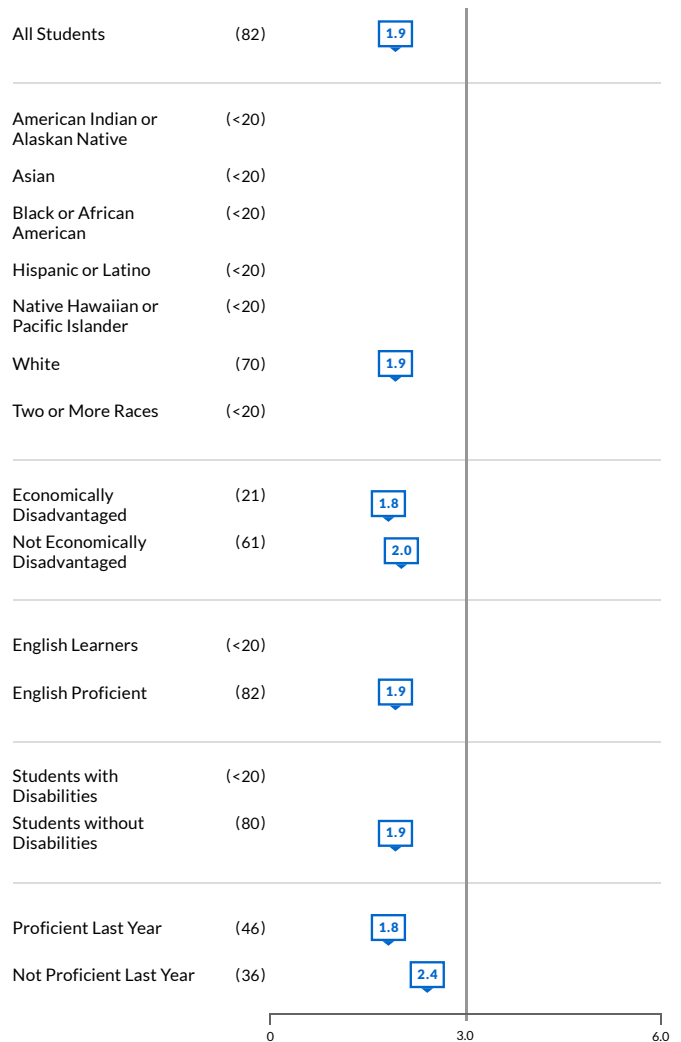 All Students (82) 1.9
American Indian or (<20)
Alaskan Native
Asian (<20)
Black or African (<20)
American
Hispanic or Latino (<20)
Native Hawaiian or (<20)
Pacific Islander
White (70) 1.9
Two or More Races (<20)
Economically (21) 1.8
Disadvantaged
Not Economically (61) 2.0
Disadvantaged
English Learners (<20)
English Proficient (82) 1.9
Students with (<20)
Disabilities
Students without (80) 1.9
Disabilities
Proficient Last Year (46) 1.8
Not Proficient Last Year (36) 2.4
0 3.0 6.0